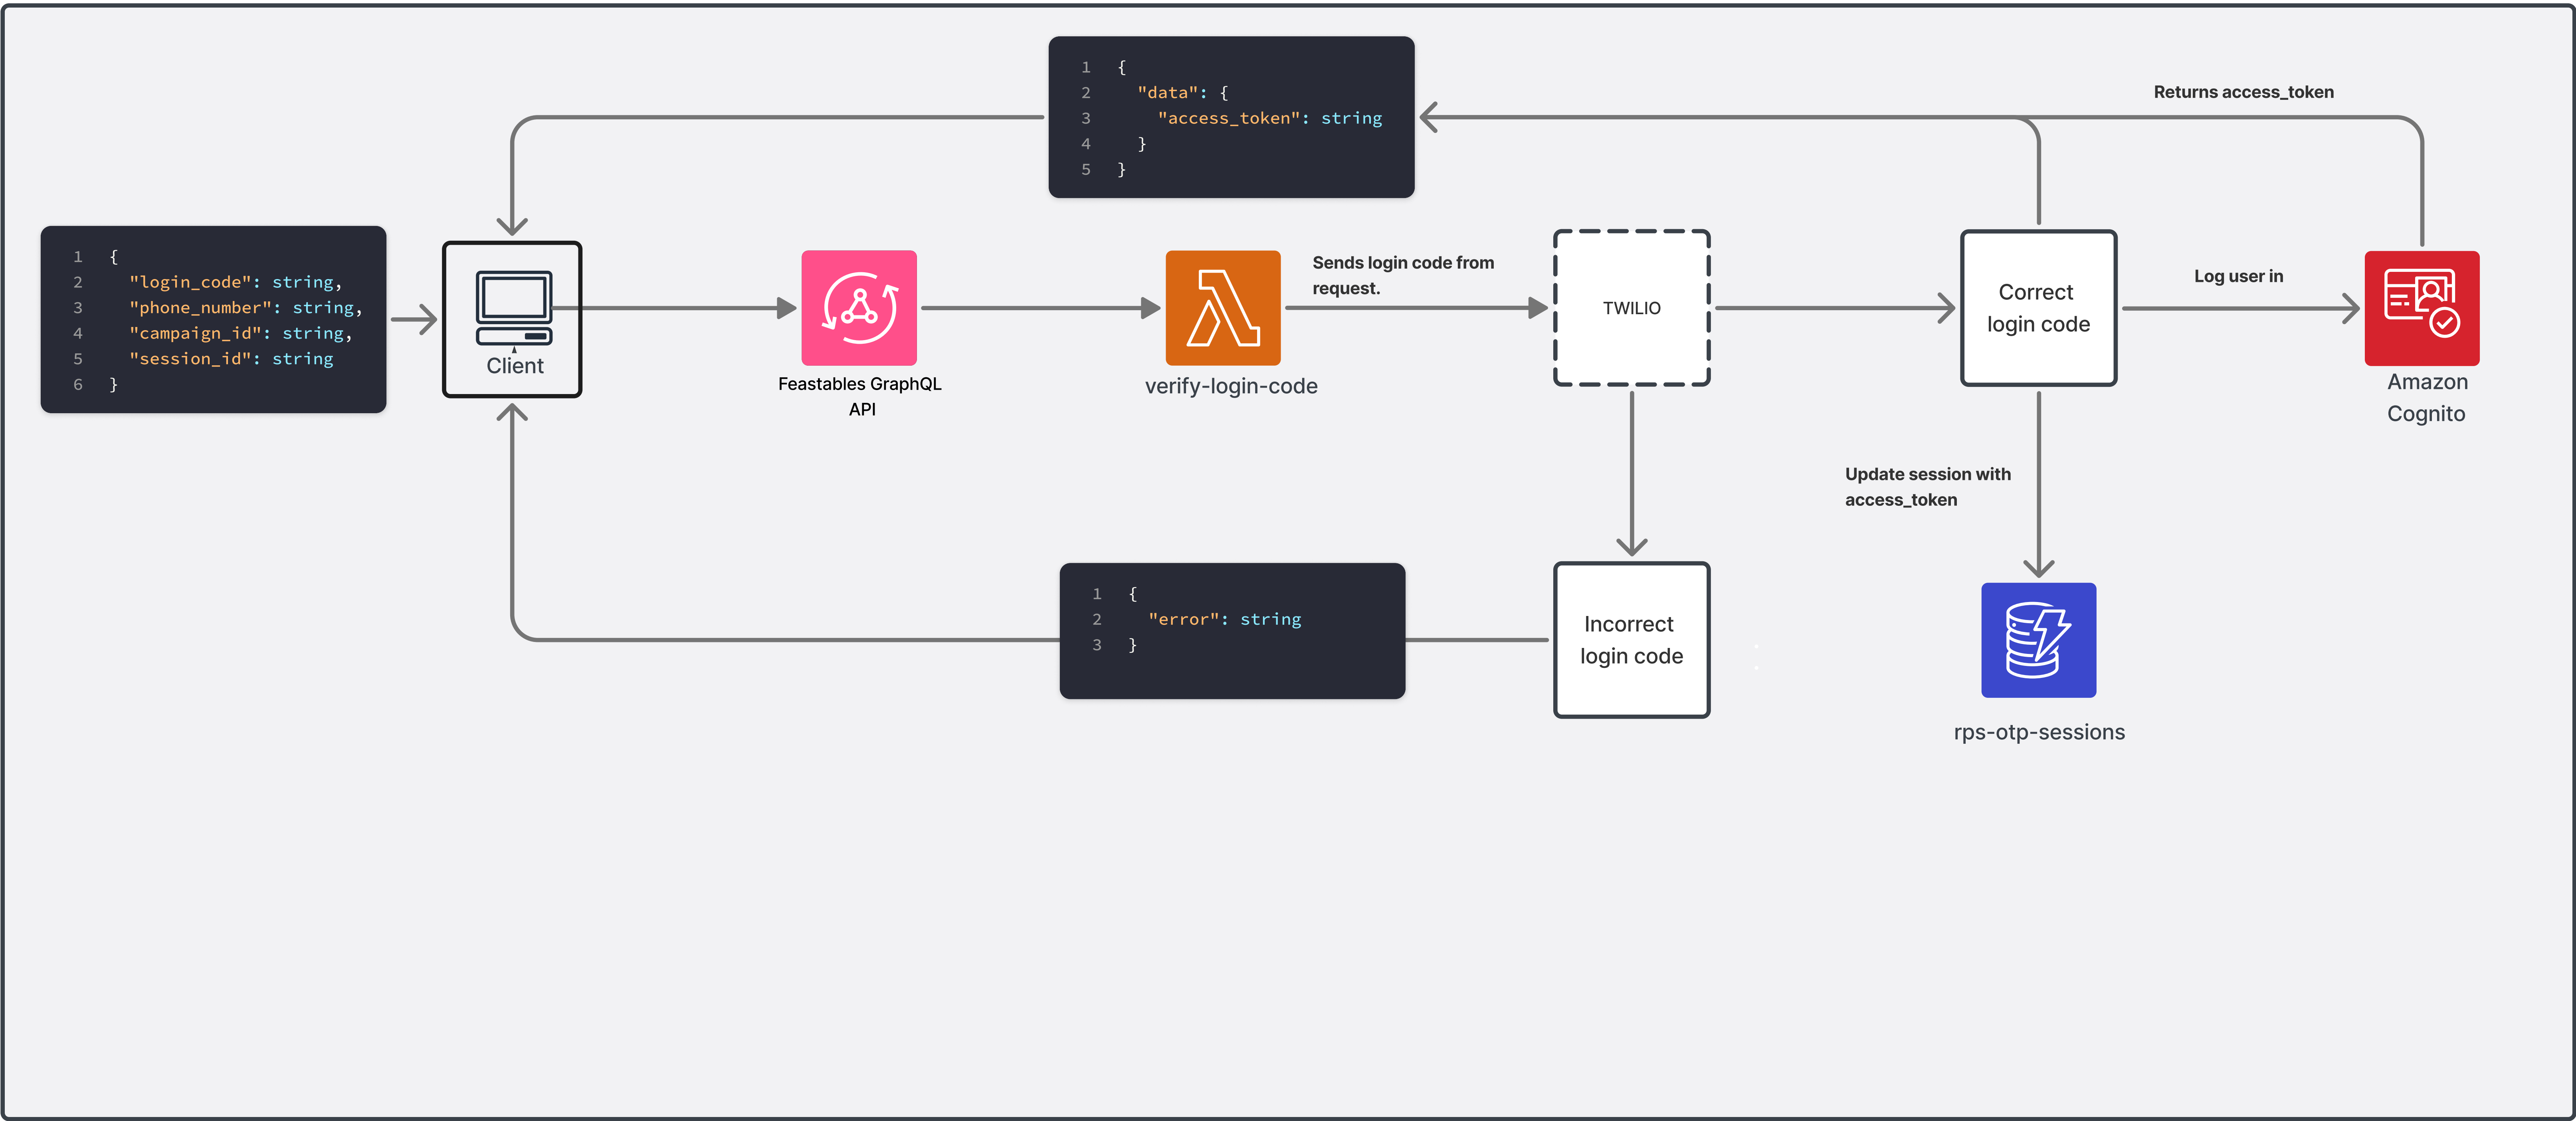 1 {
2 "data": {
3 "access_token": string
4 }
5 }
Returns access_token
1 {
2 "login_code": string,
3 "phone_number": string,
4 "campaign_id": string,
5 "session_id": string
6 }
Client
Feastables GraphQL
API
verify-login-code
Sends login code from
request.
TWILIO
Correct
login code
Log user in
Amazon
Cognito
Update session with
access_token
1 {
2 "error": string
3 }
Incorrect
login code
rps-otp-sessions